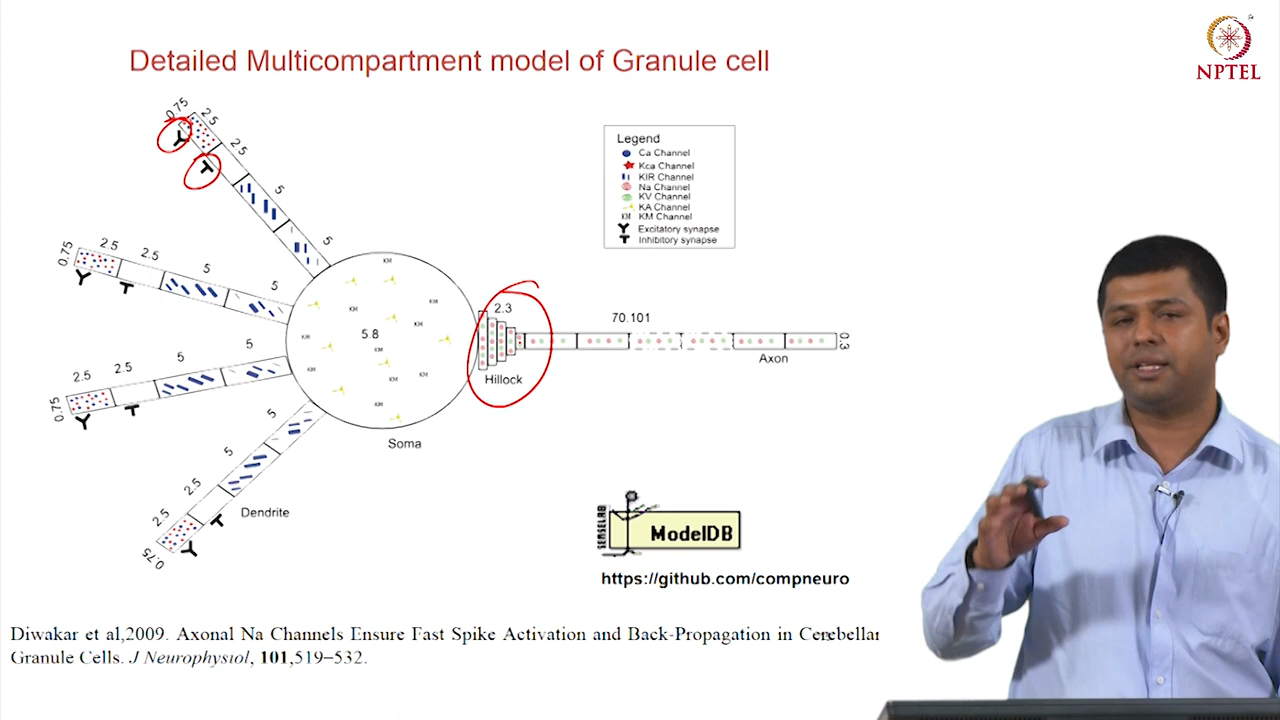 Detailed Multicompartment model of Granule cell
NPTEL
0.75
2.5
2.5
5
5
0.75
2.5
2.5
5
5
2.5
2.5
5
5
0.75
2.5
2.5
5
5
0.75
Dendrite
KM
KM
KM
KM
KM
KM
5.8
KM
KM
KM
KM
KM
Soma
2.3
Hillock
70.101
Axon
0.3
Legend
Ca Channel
Kca Channel
KIR Channel
Na Channel
KV Channel
KA Channel
KM KM Channel
Excitatory synapse
Inhibitory synapse
SENSELAB
ModelDB
https://github.com/compneuro
Diwakar et al,2009. Axonal Na Channels Ensure Fast Spike Activation and Back-Propagation in Cerebellar
Granule Cells. J Neurophysiol, 101,519–532.